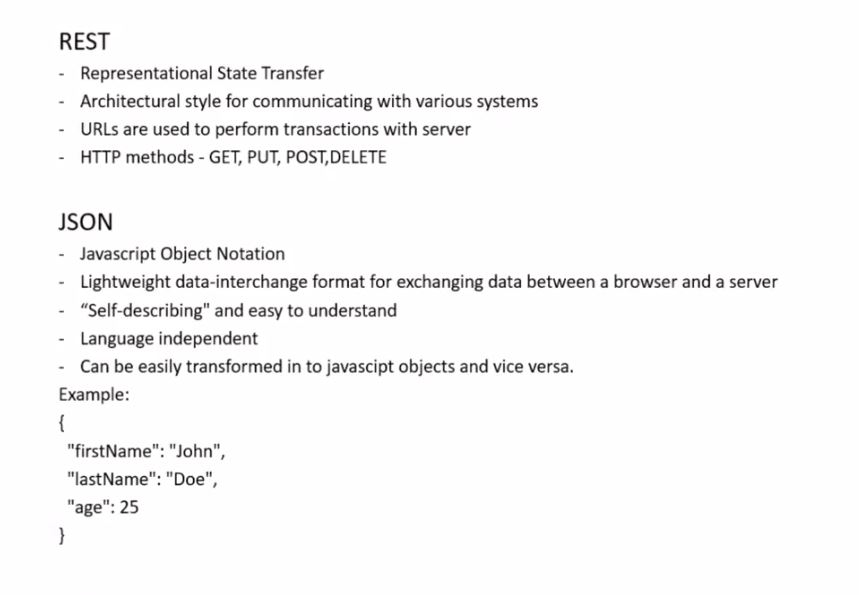 REST
- Representational State Transfer
- Architectural style for communicating with various systems
- URLs are used to perform transactions with server
- HTTP methods - GET, PUT, POST,DELETE
JSON
- Javascript Object Notation
- Lightweight data-interchange format for exchanging data between a browser and a server
- “Self-describing" and easy to understand
- Language independent
- Can be easily transformed in to javascipt objects and vice versa.
Example:
{
"firstName": "John",
"lastName": "Doe",
"age": 25
}